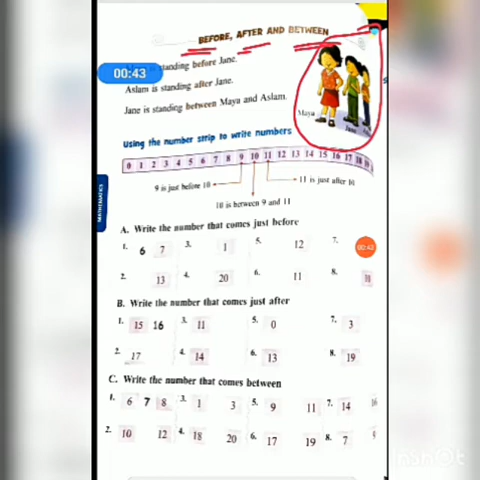 BEFORE, AFTER AND BETWEEN
standing before Jane.
00:43
Aslam is standing after Jane.
Jane is standing between Maya and Aslam.
Maya
Jane
Using the number strip to write numbers
0 1 2 3 4 5 6 7 8 9 10 11 12 13 14 15 16 17 18 19
9 is just before 10
11 is just after 10
10 is between 9 and 11
MATHEMATICS
A. Write the number that comes just before
1. 6 7 3. 1 5. 12 7.
00:43
2. 13 4. 20 6. 11 8. 18
B. Write the number that comes just after
1. 15 16 3. 11 5. 0 7. 3
2. 17 4. 14 6. 13 8. 19
C. Write the number that comes between
1. 6 7 8 3. 1 3 5. 9 11 7. 14 16
2. 10 12 4. 18 20 6. 17 19 8. 7 9